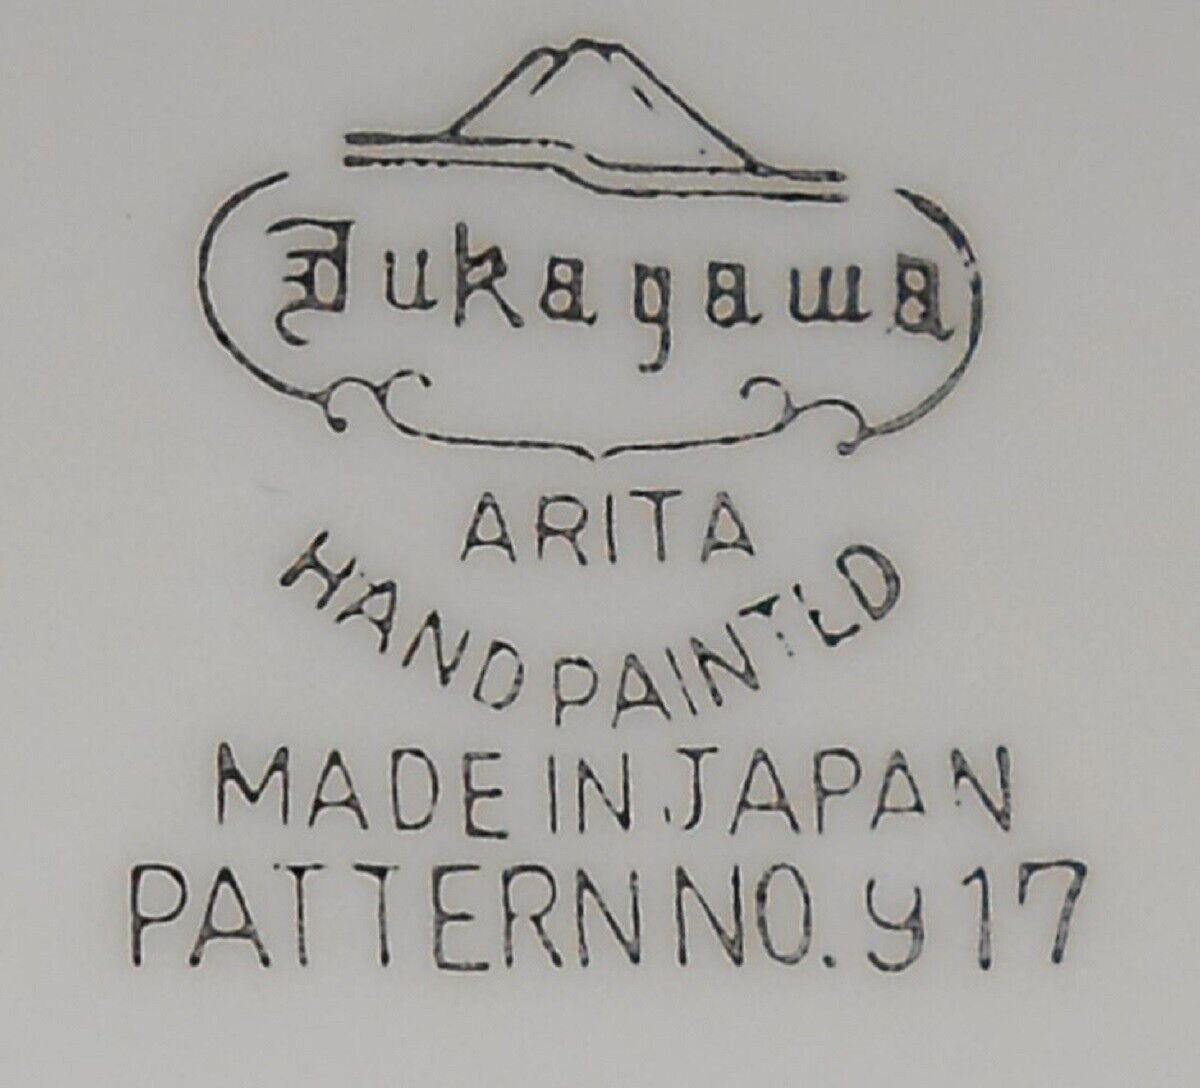 Fukagawa
ARITA
HAND PAINTED
MADE IN JAPAN
PATTERN NO. 917